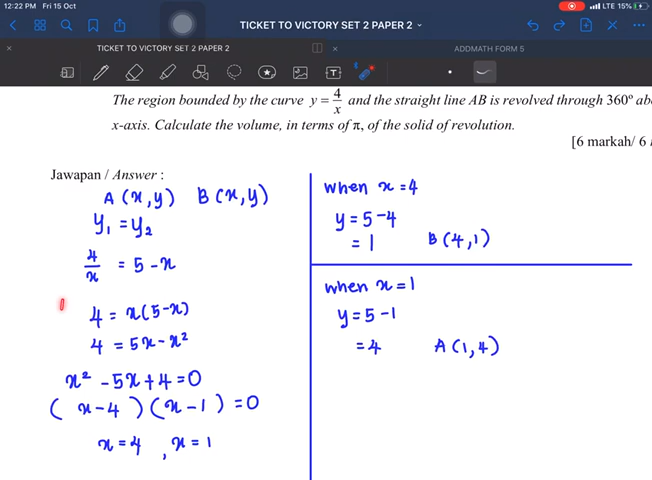 12:22 PM Fri 15 Oct
LTE 15%
TICKET TO VICTORY SET 2 PAPER 2
TICKET TO VICTORY SET 2 PAPER 2
ADDMATH FORM 5
The region bounded by the curve y = 4/x and the straight line AB is revolved through 360°
x-axis. Calculate the volume, in terms of π, of the solid of revolution.
[6 markah/ 6
Jawapan / Answer :
A (x,y) B (x,y)
y₁ = y₂
4/x = 5 - x
4 = x(5-x)
4 = 5x - x²
x² - 5x + 4 = 0
( x-4 ) ( x-1 ) = 0
x = 4 , x = 1
when x = 4
y = 5 - 4
= 1 B (4,1)
when x = 1
y = 5 - 1
= 4 A (1,4)